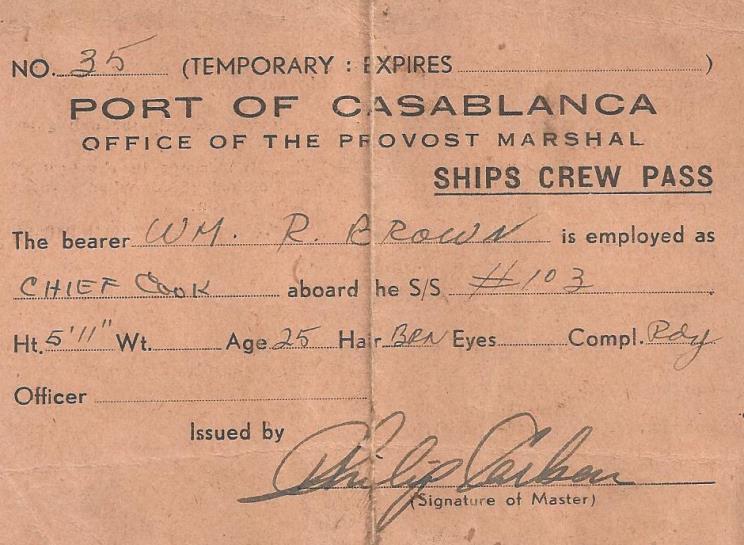 NO. 35 (TEMPORARY : EXPIRES )
PORT OF CASABLANCA
OFFICE OF THE PROVOST MARSHAL
SHIPS CREW PASS
The bearer WM. R. BROWN is employed as
CHIEF COOK aboard he S/S #103
Ht. 5'11" Wt. Age 25 Hair BRN Eyes Compl. Rdy
Officer
Issued by Philip Carlson
(Signature of Master)